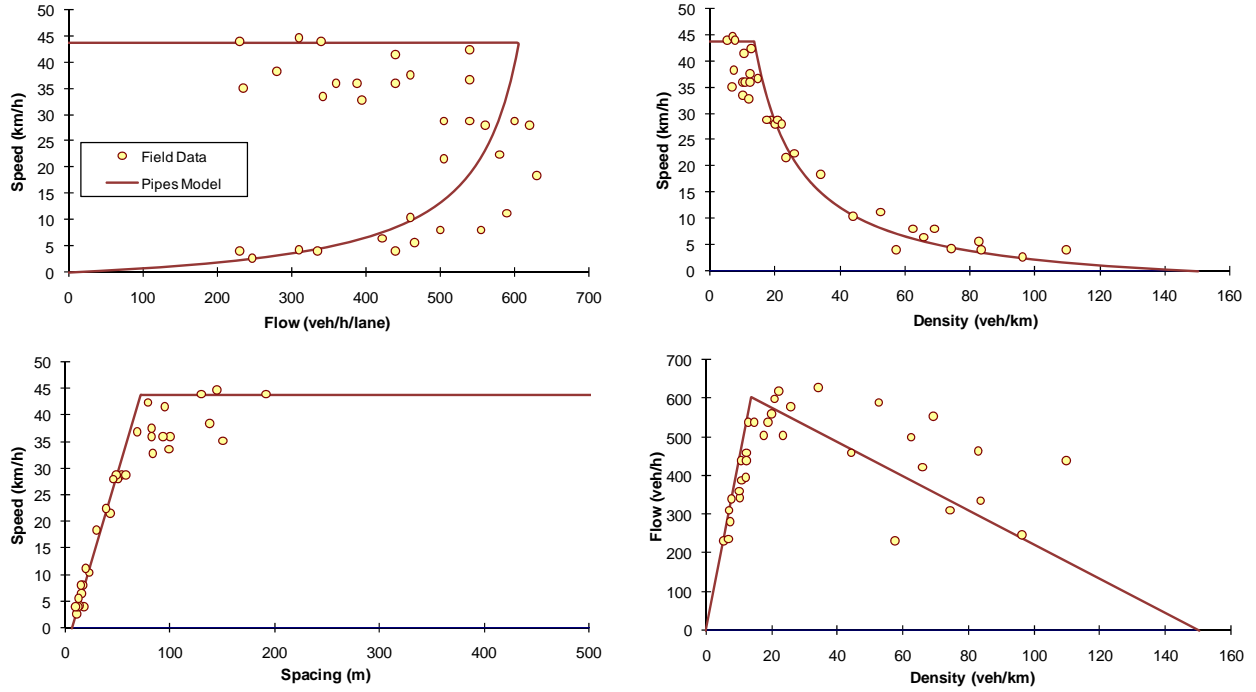 50
45
40
35
30
25
20
15
10
5
0
Speed (km/h)
Field Data
Pipes Model
0 100 200 300 400 500 600 700
Flow (veh/h/lane)
50
45
40
35
30
25
20
15
10
5
0
Speed (km/h)
0 20 40 60 80 100 120 140 160
Density (veh/km)
50
45
40
35
30
25
20
15
10
5
0
Speed (km/h)
0 100 200 300 400 500
Spacing (m)
700
600
500
400
300
200
100
0
Flow (veh/h)
0 20 40 60 80 100 120 140 160
Density (veh/km)